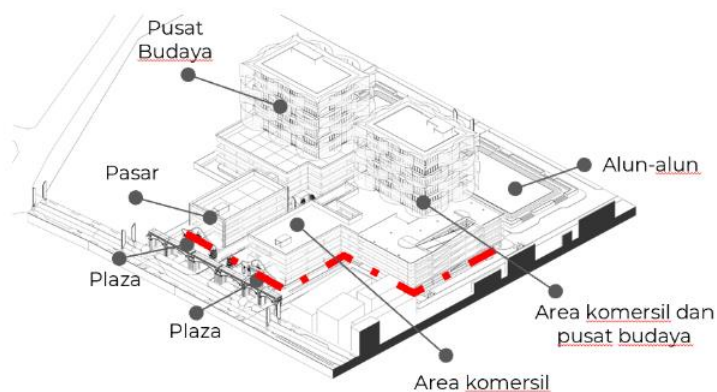 Pusat
Budaya
Alun-alun
Pasar
Plaza
Plaza
Area komersil dan
pusat budaya
Area komersil